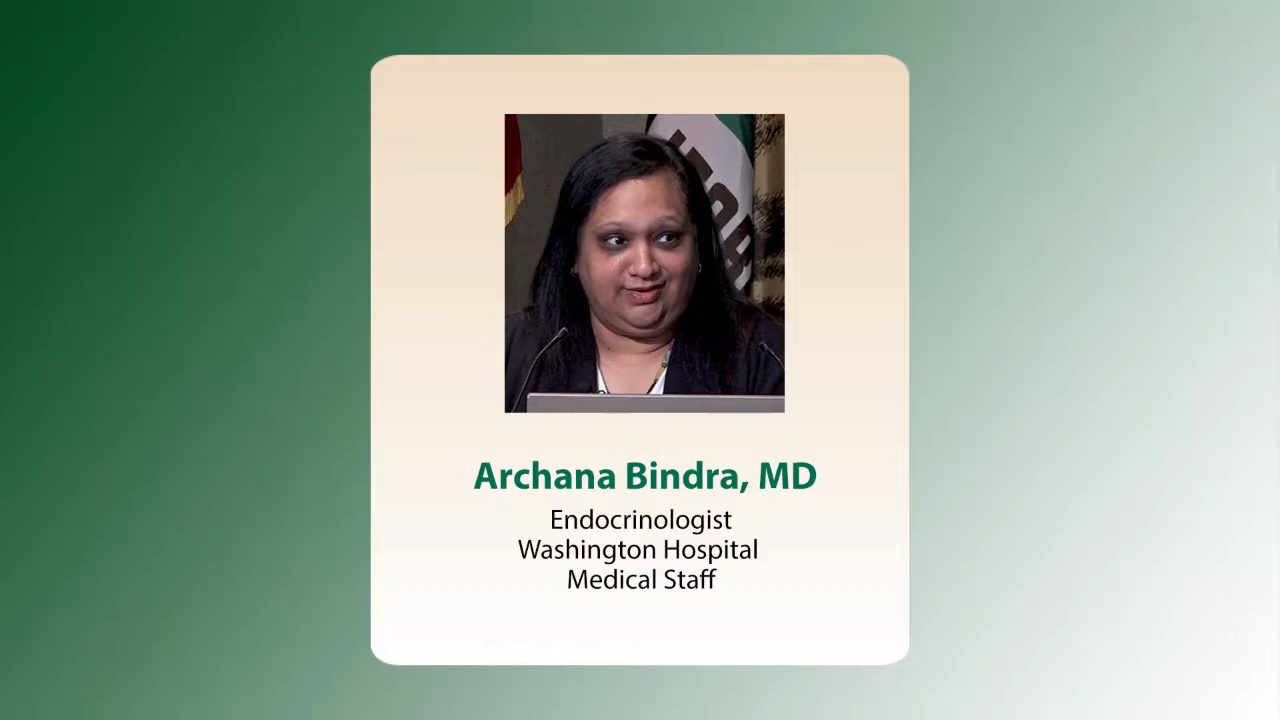 Archana Bindra, MD
Endocrinologist
Washington Hospital
Medical Staff